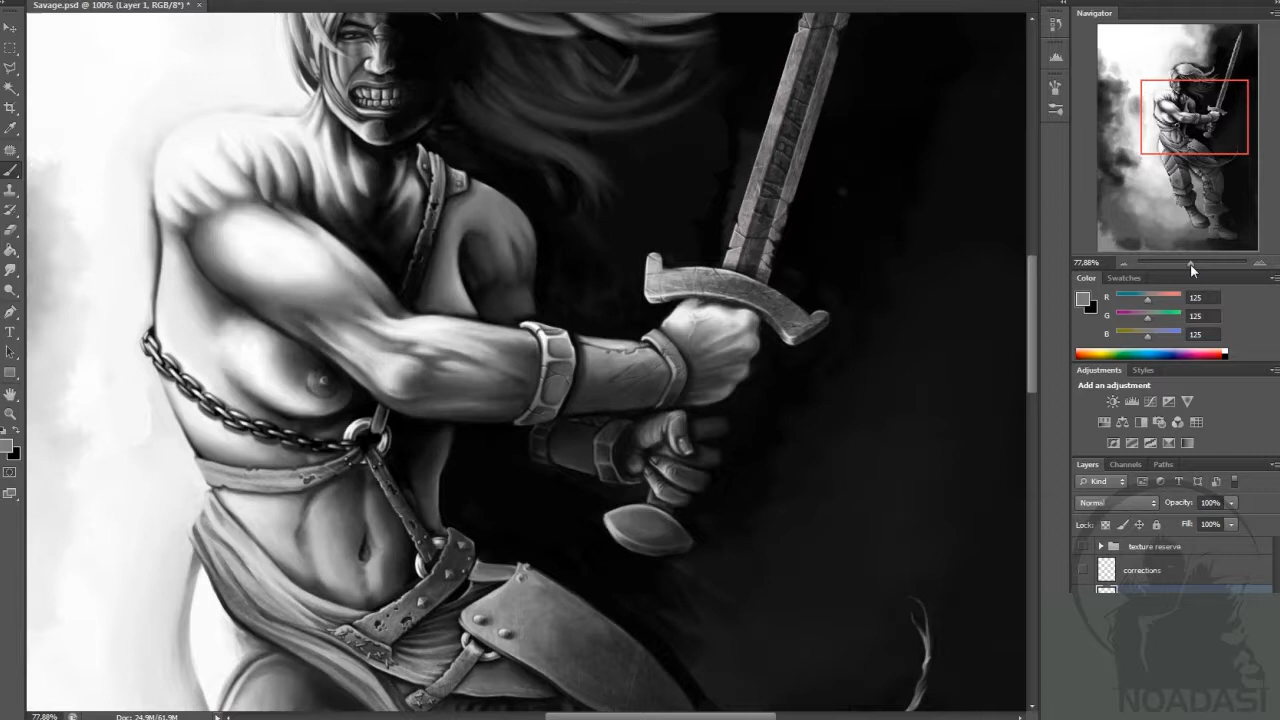 Savage.psd @ 100% (Layer 1, RGB/8*) * ×
Navigator
77,88%
Color Swatches
R 125
G 125
B 125
Adjustments Styles
Add an adjustment
Layers Channels Paths
Kind
Normal Opacity: 100%
Lock: Fill: 100%
texture reserve
corrections
NOADASI
77,88% Doc: 24,9M/61,9M